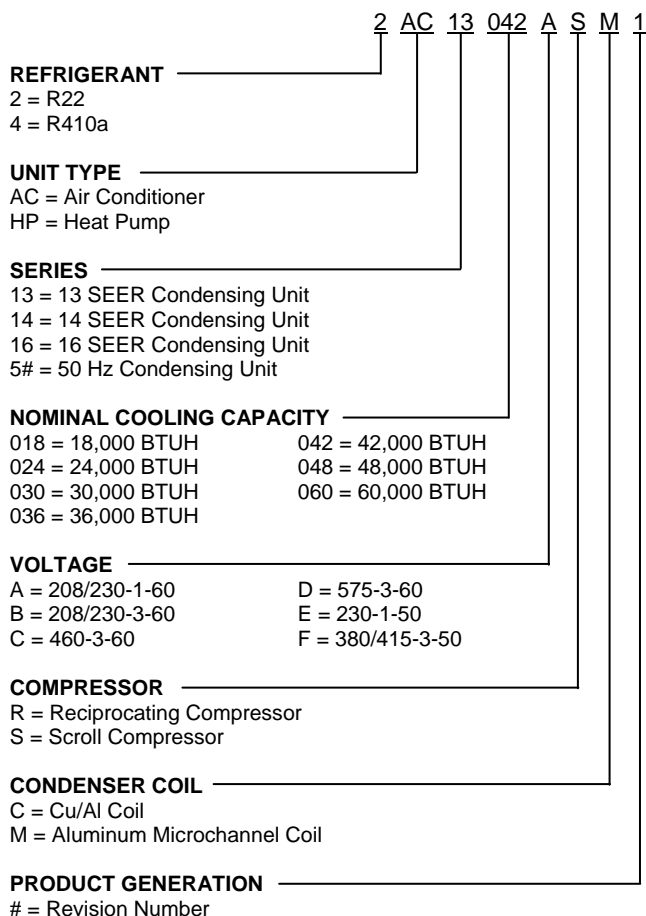 2 AC 13 042 A S M 1
REFRIGERANT
2 = R22
4 = R410a
UNIT TYPE
AC = Air Conditioner
HP = Heat Pump
SERIES
13 = 13 SEER Condensing Unit
14 = 14 SEER Condensing Unit
16 = 16 SEER Condensing Unit
5# = 50 Hz Condensing Unit
NOMINAL COOLING CAPACITY
018 = 18,000 BTUH 042 = 42,000 BTUH
024 = 24,000 BTUH 048 = 48,000 BTUH
030 = 30,000 BTUH 060 = 60,000 BTUH
036 = 36,000 BTUH
VOLTAGE
A = 208/230-1-60 D = 575-3-60
B = 208/230-3-60 E = 230-1-50
C = 460-3-60 F = 380/415-3-50
COMPRESSOR
R = Reciprocating Compressor
S = Scroll Compressor
CONDENSER COIL
C = Cu/Al Coil
M = Aluminum Microchannel Coil
PRODUCT GENERATION
# = Revision Number